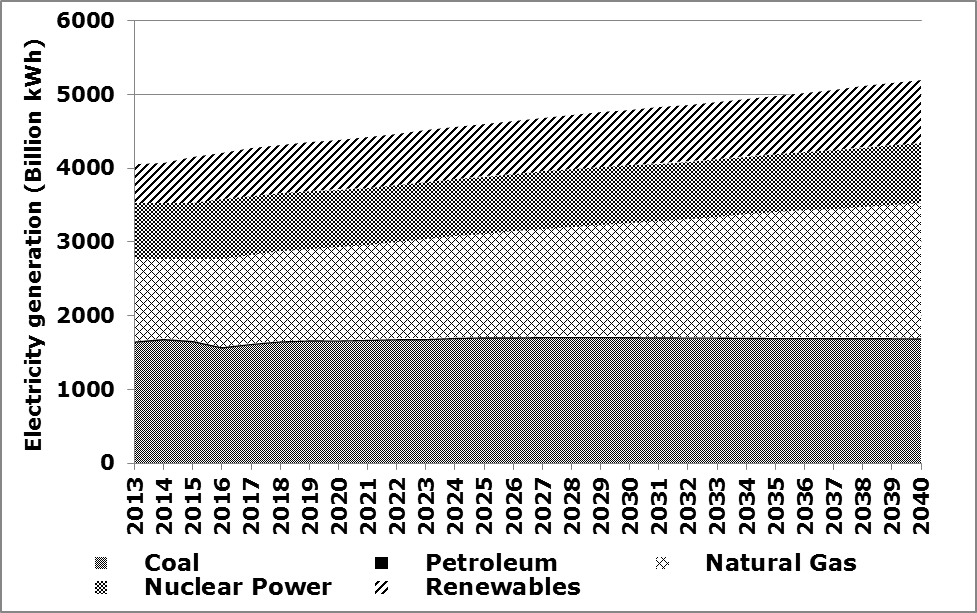 Electricity generation (Billion kWh)
6000
5000
4000
3000
2000
1000
0
2013 2014 2015 2016 2017 2018 2019 2020 2021 2022 2023 2024 2025 2026 2027 2028 2029 2030 2031 2032 2033 2034 2035 2036 2037 2038 2039 2040
Coal Petroleum Natural Gas
Nuclear Power Renewables